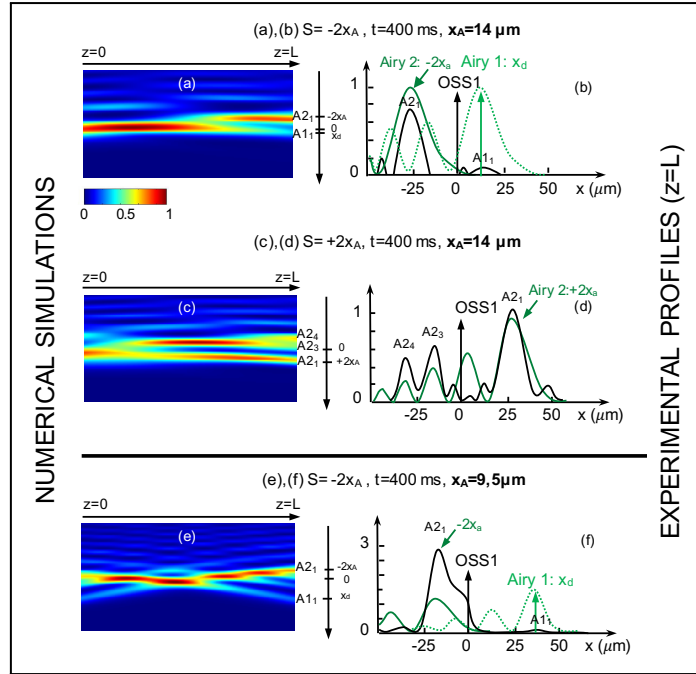 (a),(b) S= -2xA, t=400 ms, xA=14 µm
z=0 z=L
(a)
A2₁ -2xA
0
A1₁ xd
0 0.5 1
Airy 2: -2xa Airy 1: xd
OSS1 (b)
1
A2₁
A1₁
0
-25 0 25 50
x (µm)
(c),(d) S= +2xA, t=400 ms, xA=14 µm
z=0 z=L
(c)
A2₄
A2₃ 0
A2₁ +2xA
A2₁ Airy 2:+2xa
OSS1 (d)
1
A2₄ A2₃
0
-25 0 25 50
x (µm)
(e),(f) S= -2xA , t=400 ms, xA=9,5µm
z=0 z=L
(e)
A2₁ -2xA
0
A1₁ xd
A2₁ -2xa
3 OSS1 (f)
Airy 1: xd
A1₁
0
-25 0 25 50
x (µm)
NUMERICAL SIMULATIONS
EXPERIMENTAL PROFILES (z=L)